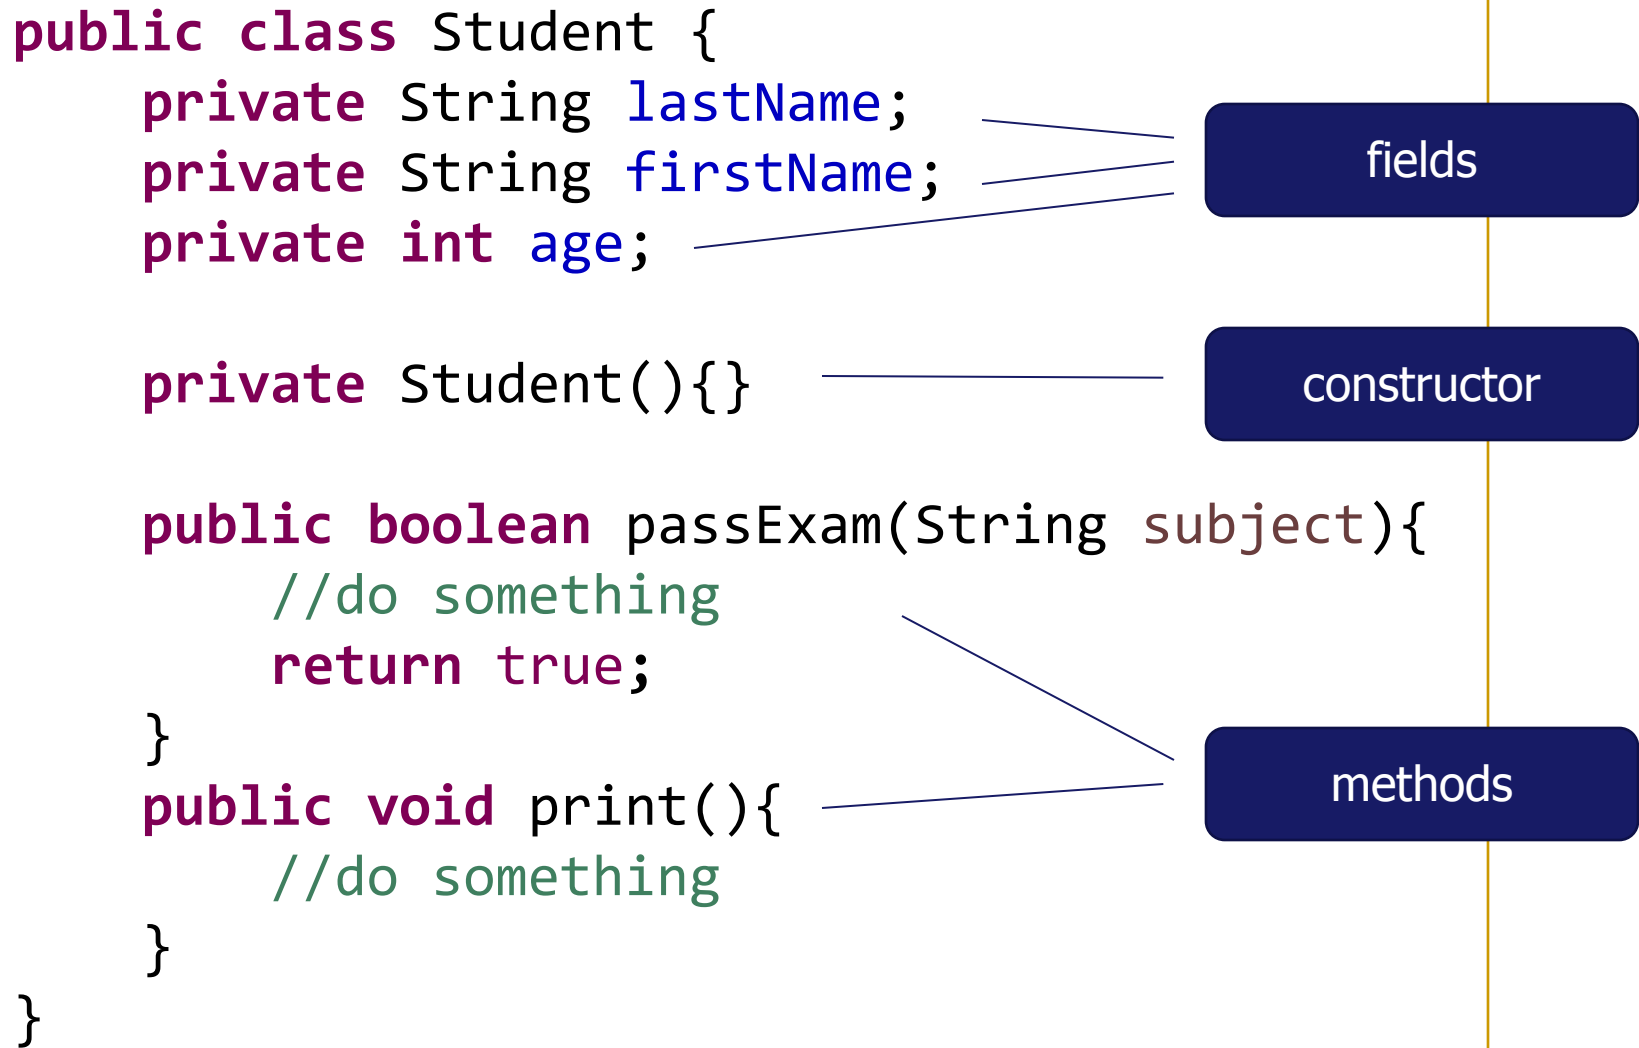 public class Student {
private String lastName;
private String firstName;
private int age;
private Student(){}
public boolean passExam(String subject){
//do something
return true;
}
public void print(){
//do something
}
}
fields
constructor
methods